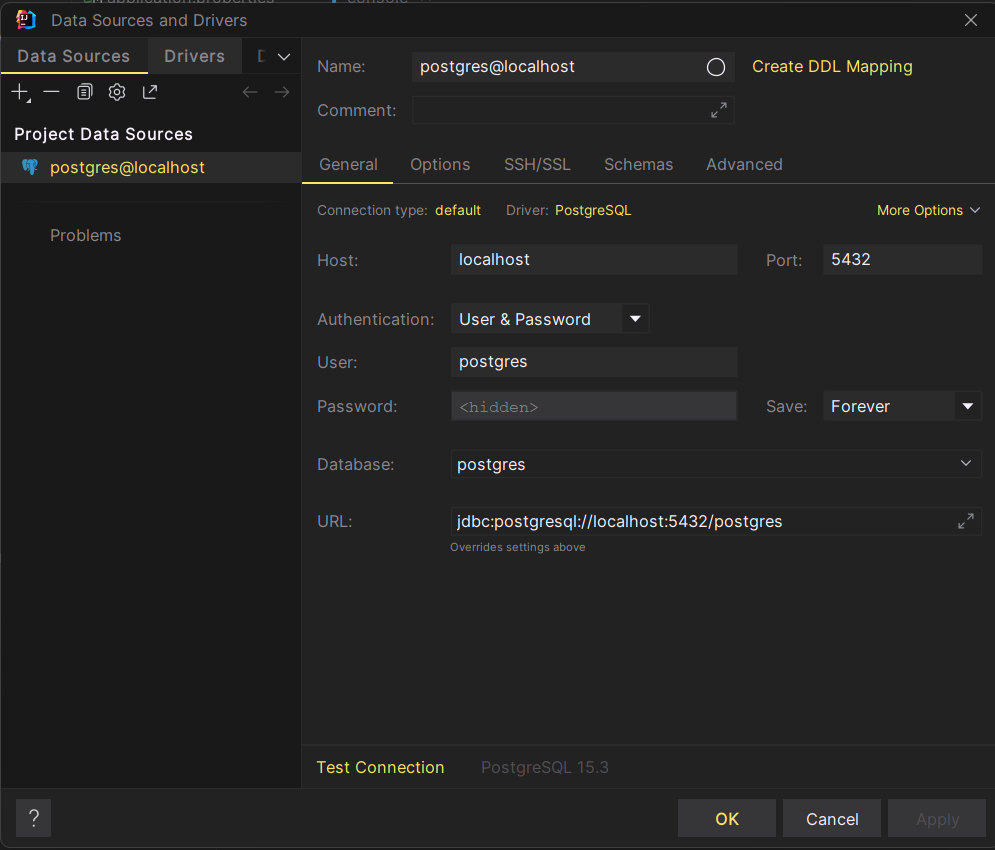 Data Sources and Drivers
Data Sources Drivers
Project Data Sources
postgres@localhost
Problems
Name: postgres@localhost Create DDL Mapping
Comment:
General Options SSH/SSL Schemas Advanced
Connection type: default Driver: PostgreSQL More Options
Host: localhost Port: 5432
Authentication: User & Password
User: postgres
Password: <hidden> Save: Forever
Database: postgres
URL: jdbc:postgresql://localhost:5432/postgres
Overrides settings above
Test Connection PostgreSQL 15.3
? OK Cancel Apply